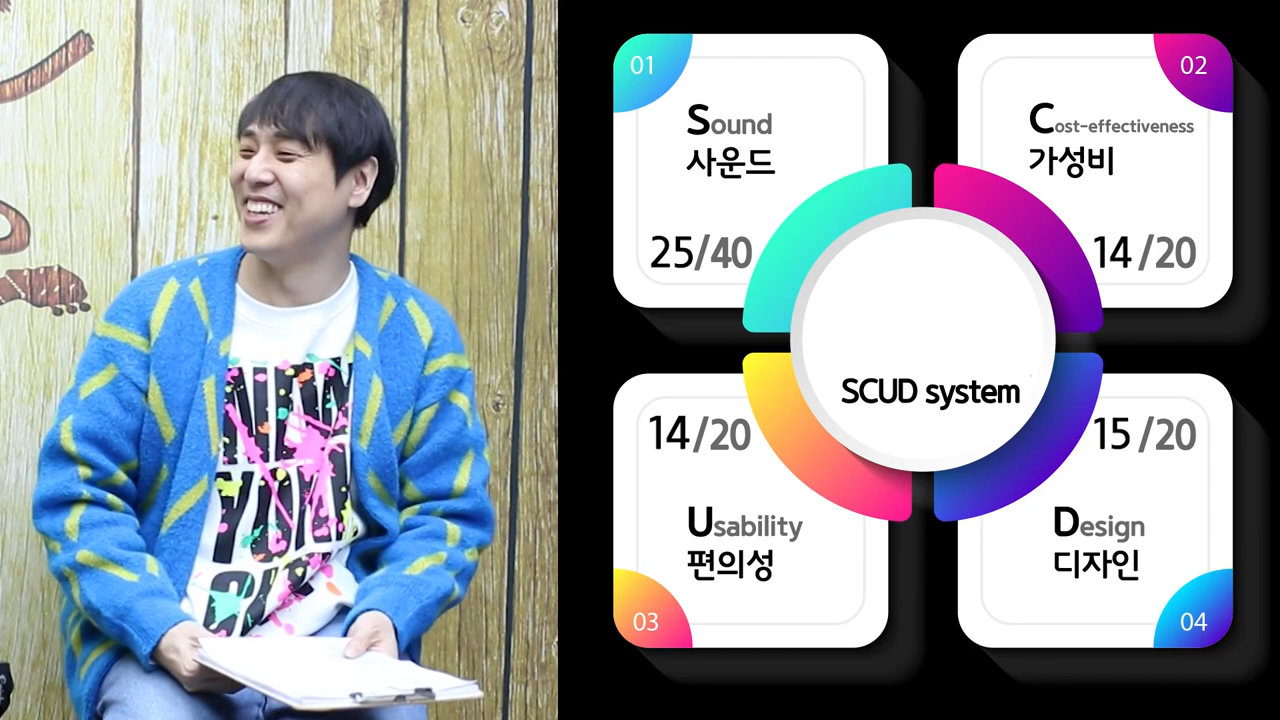 01
Sound
사운드
25/40
02
Cost-effectiveness
가성비
14/20
SCUD system
14/20
Usability
편의성
03
15/20
Design
디자인
04